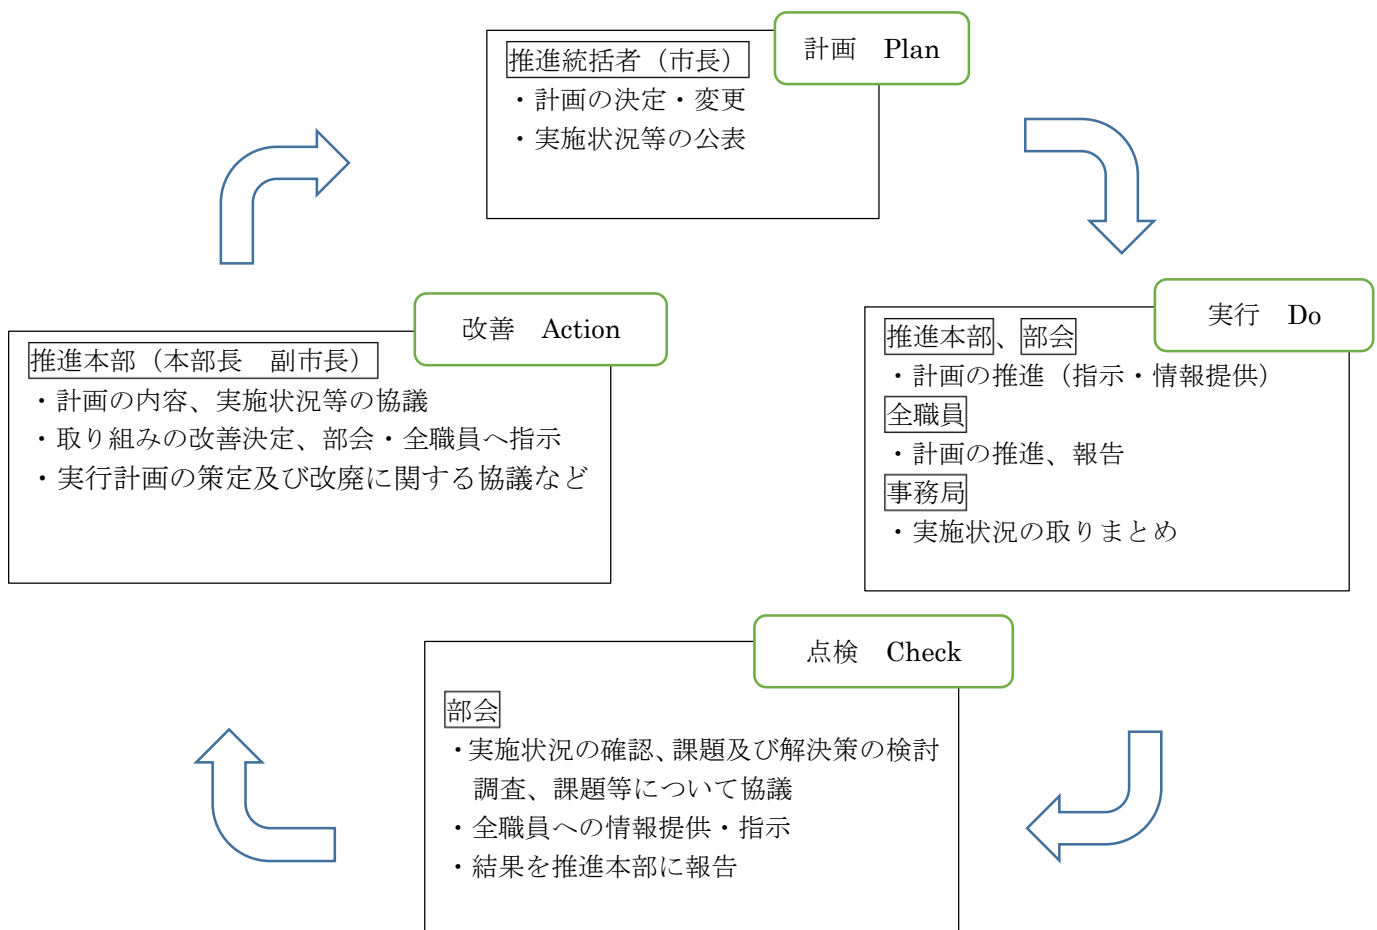 計画　Plan
推進統括者（市長）
・計画の決定・変更
・実施状況等の公表
実行　Do
推進本部、部会
・計画の推進（指示・情報提供）
全職員
・計画の推進、報告
事務局
・実施状況の取りまとめ
点検　Check
部会
・実施状況の確認、課題及び解決策の検討
調査、課題等について協議
・全職員への情報提供・指示
・結果を推進本部に報告
改善　Action
推進本部（本部長　副市長）
・計画の内容、実施状況等の協議
・取り組みの改善決定、部会・全職員へ指示
・実行計画の策定及び改廃に関する協議など